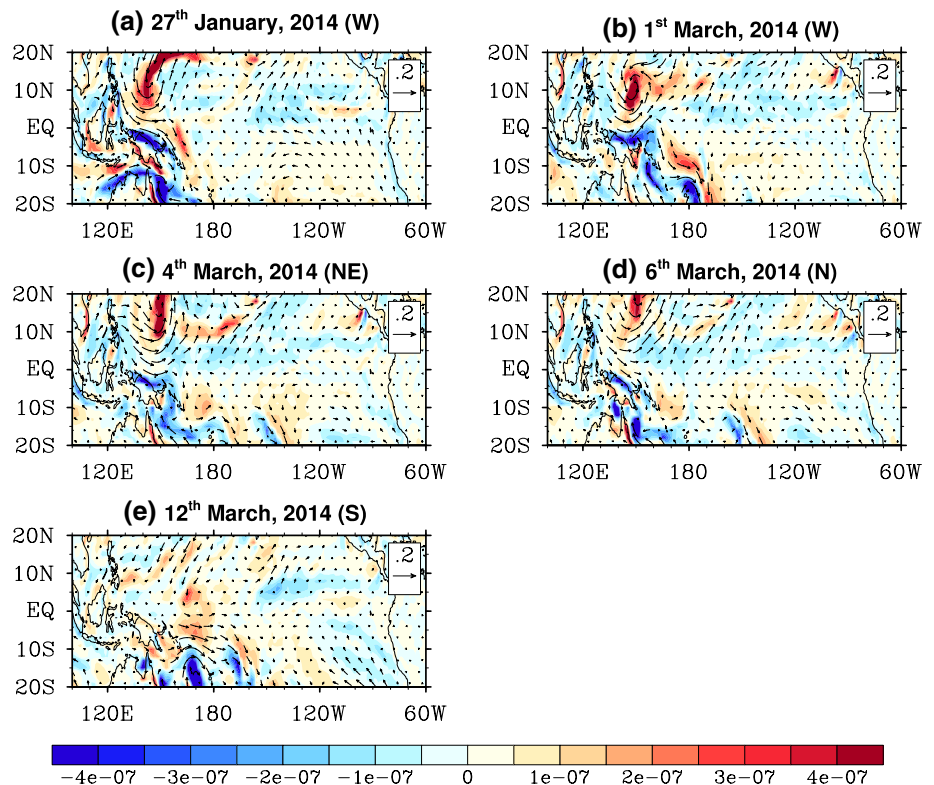 (a) 27th January, 2014 (W)
20N
10N
EQ
10S
20S
.2
120E 180 120W 60W
(b) 1st March, 2014 (W)
20N
10N
EQ
10S
20S
.2
120E 180 120W 60W
(c) 4th March, 2014 (NE)
20N
10N
EQ
10S
20S
.2
120E 180 120W 60W
(d) 6th March, 2014 (N)
20N
10N
EQ
10S
20S
.2
120E 180 120W 60W
(e) 12th March, 2014 (S)
20N
10N
EQ
10S
20S
.2
120E 180 120W 60W
−4e−07 −3e−07 −2e−07 −1e−07 0 1e−07 2e−07 3e−07 4e−07